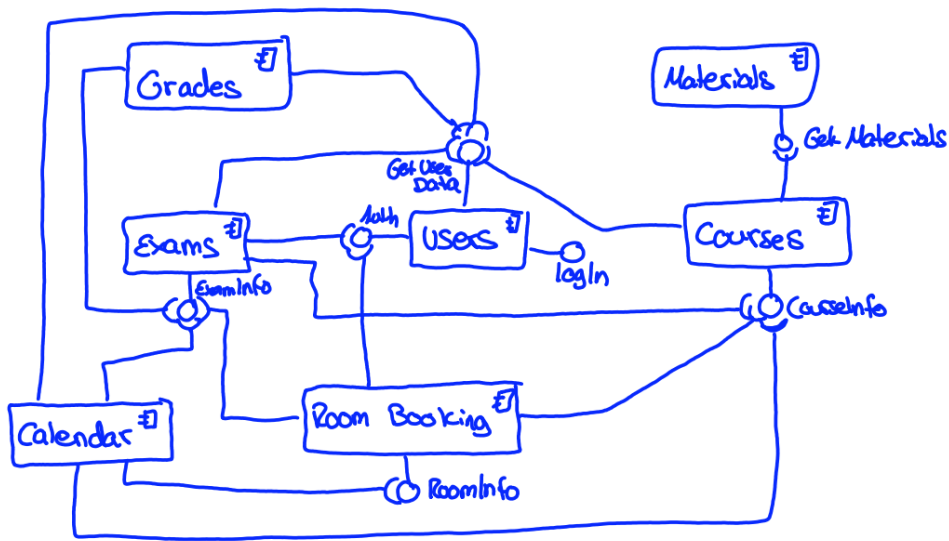 Grades
Materials
Get Materials
Get User
Data
Auth
Exams
Users
Courses
logIn
ExamInfo
CourseInfo
Calendar
Room Booking
RoomInfo